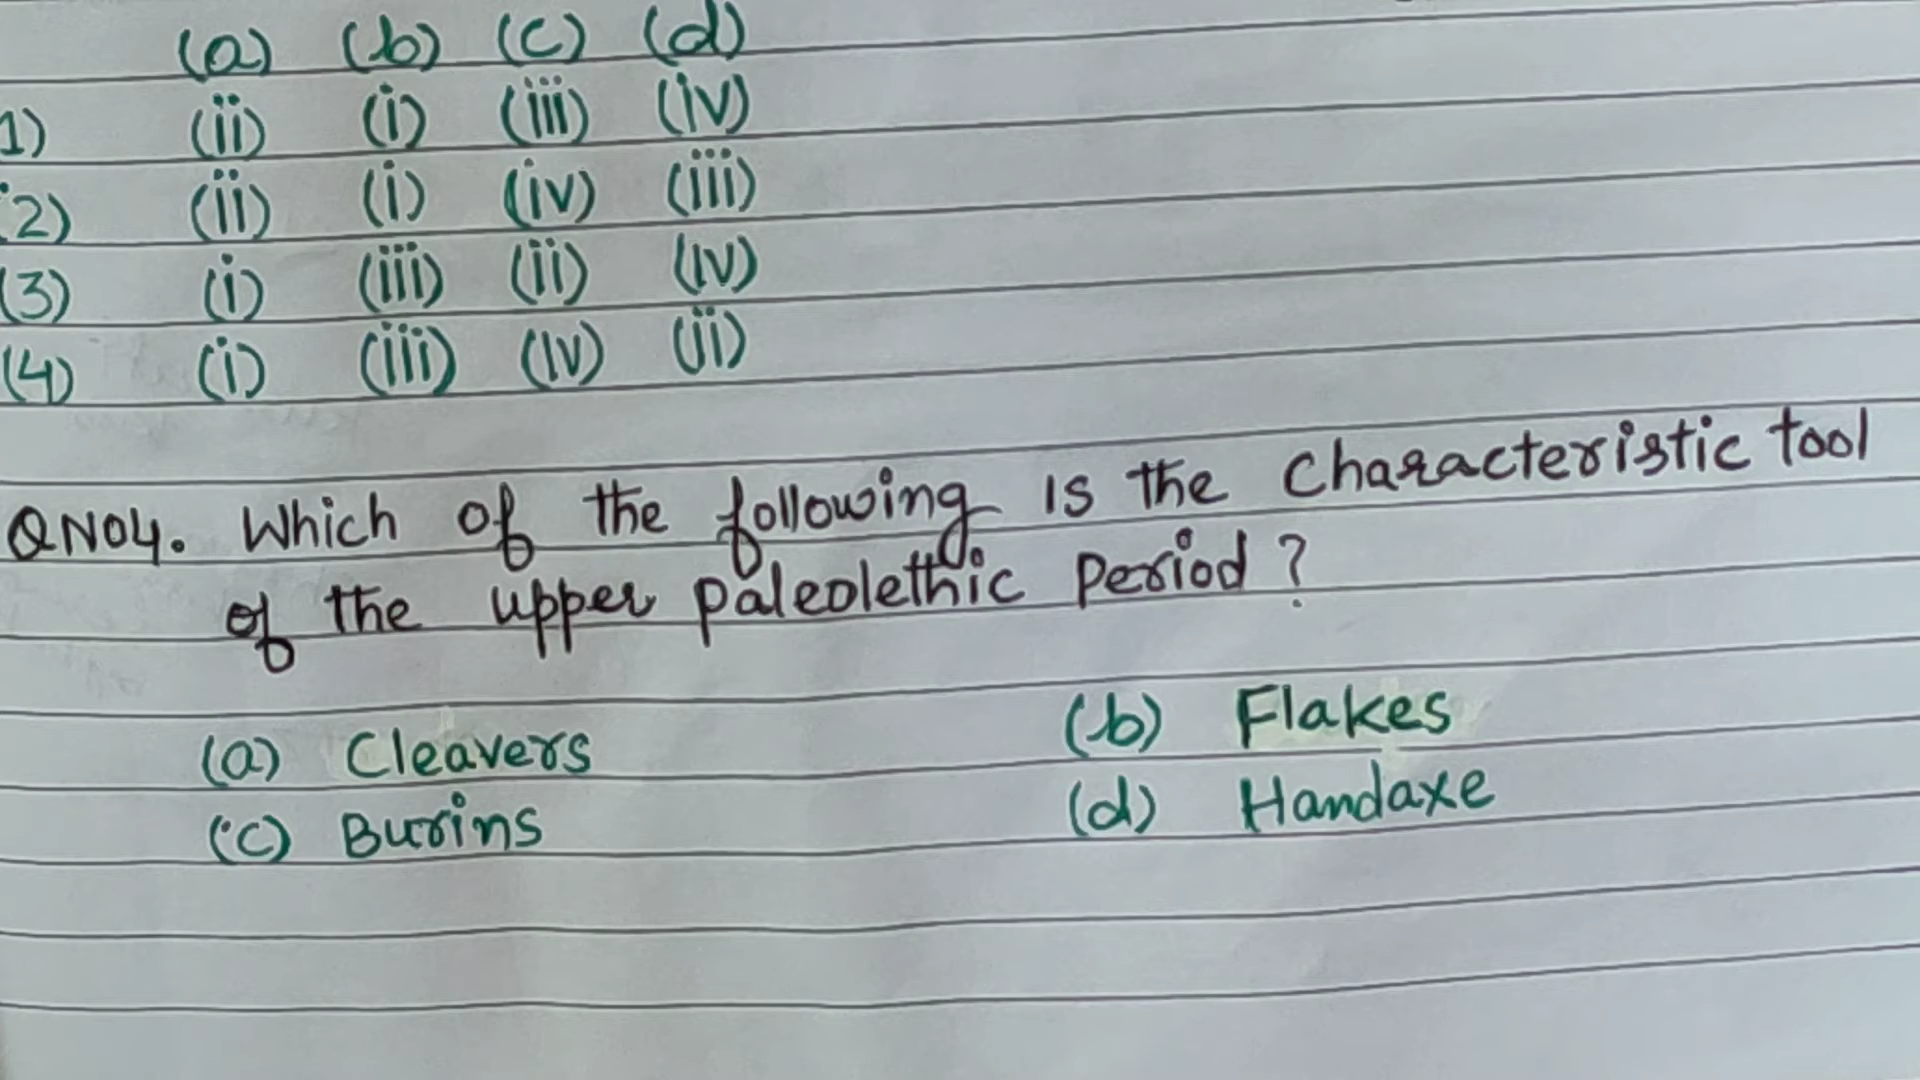 (a) (b) (c) (d)
1) (ii) (i) (iii) (iv)
2) (ii) (i) (iv) (iii)
(3) (i) (iii) (ii) (iv)
(4) (i) (iii) (iv) (ii)
QNO4. Which of the following is the characteristic tool
of the upper paleolethic period?
(a) Cleavers (b) Flakes
(c) Burins (d) Handaxe